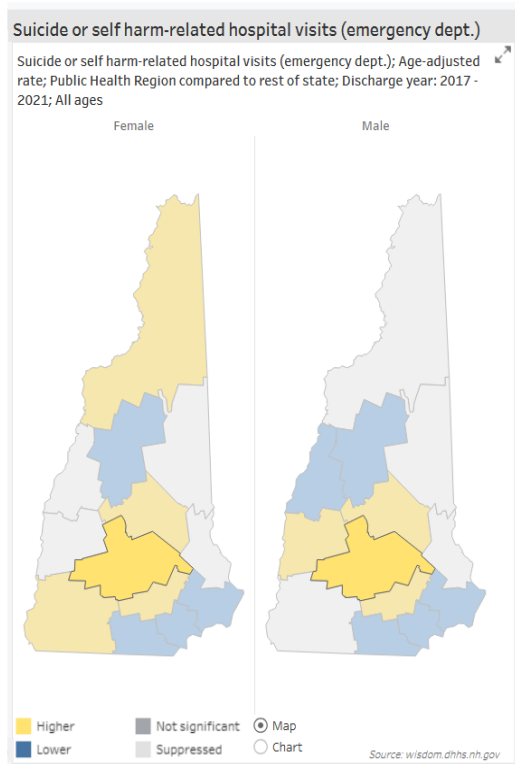 Suicide or self harm-related hospital visits (emergency dept.)
Suicide or self harm-related hospital visits (emergency dept.); Age-adjusted
rate; Public Health Region compared to rest of state; Discharge year: 2017 -
2021; All ages
Female
Male
Higher
Not significant
Map
Lower
Suppressed
Chart
Source: wisdom.dhhs.nh.gov